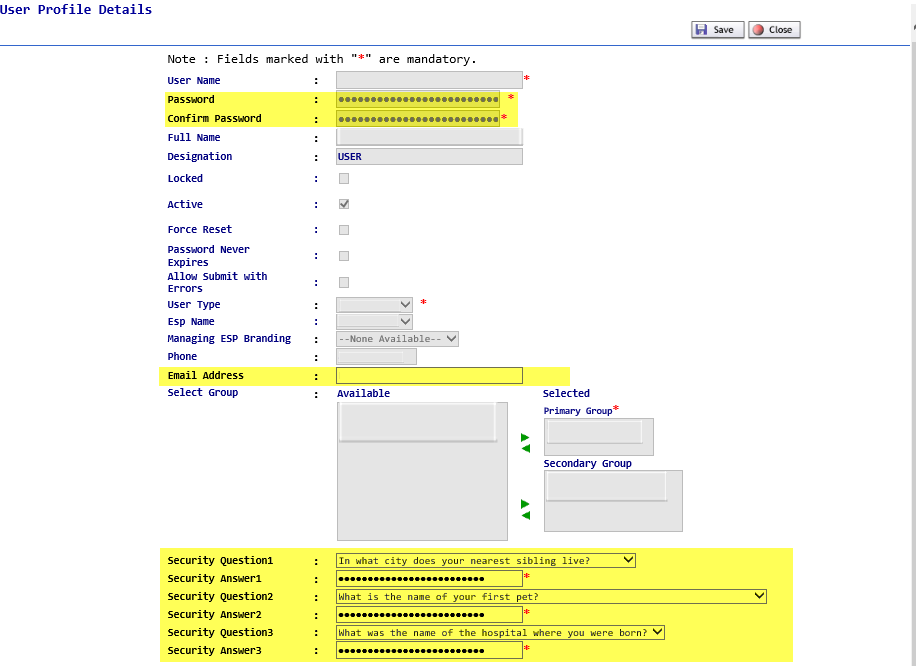 User Profile Details
Save Close
Note : Fields marked with "*" are mandatory.
User Name : *
Password : ●●●●●●●●●●●●●●●●●●●●●●●●● *
Confirm Password : ●●●●●●●●●●●●●●●●●●●●●●●●● *
Full Name :
Designation : USER
Locked :
Active :
Force Reset :
Password Never
Expires :
Allow Submit with
Errors :
User Type : *
Esp Name :
Managing ESP Branding : --None Available--
Phone :
Email Address :
Select Group : Available Selected
Primary Group*
Secondary Group
Security Question1 : In what city does your nearest sibling live?
Security Answer1 : ●●●●●●●●●●●●●●●●●●●●●●●●● *
Security Question2 : What is the name of your first pet?
Security Answer2 : ●●●●●●●●●●●●●●●●●●●●●●●●● *
Security Question3 : What was the name of the hospital where you were born?
Security Answer3 : ●●●●●●●●●●●●●●●●●●●●●●●●● *